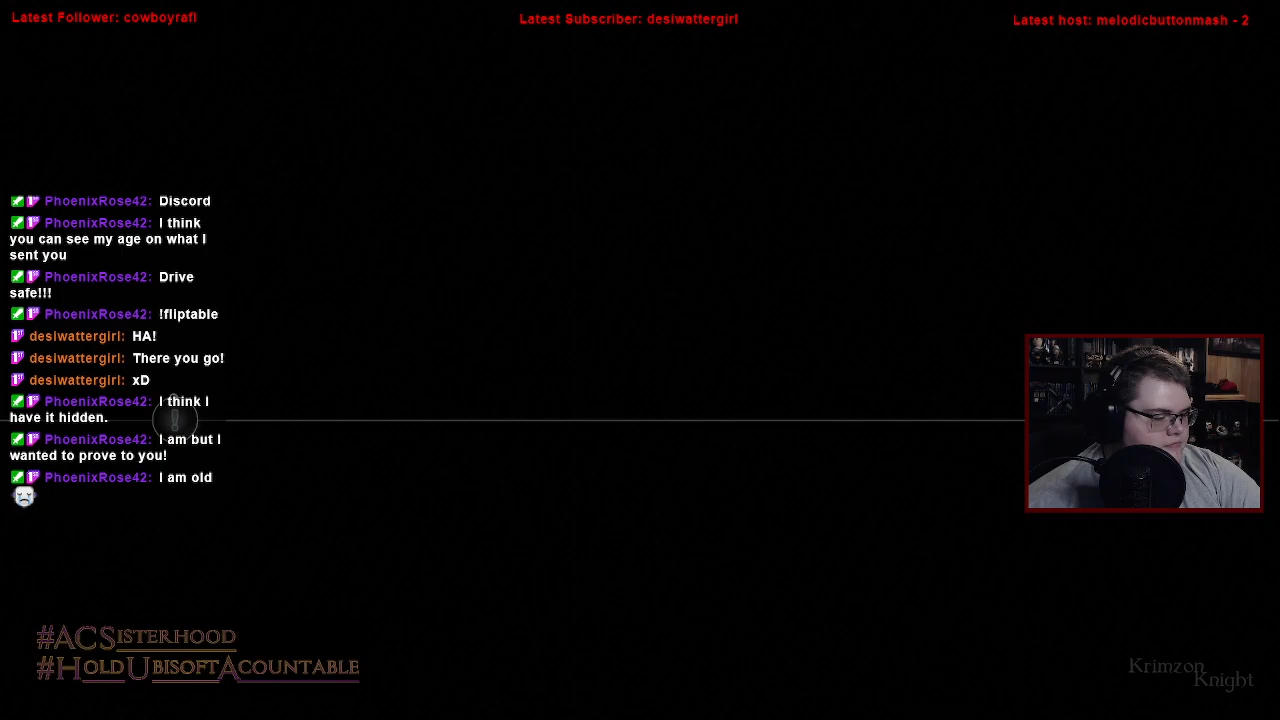 Latest Follower: cowboyrafl
Latest Subscriber: desiwattergirl
Latest host: melodicbuttonmash - 2
PhoenixRose42: Discord
PhoenixRose42: I think
you can see my age on what I
sent you
PhoenixRose42: Drive
safe!!!
PhoenixRose42: !fliptable
desiwattergirl: HA!
desiwattergirl: There you go!
desiwattergirl: xD
PhoenixRose42: I think I
have it hidden.
PhoenixRose42: I am but I
wanted to prove to you!
PhoenixRose42: I am old
#ACSisterhood
#HoldUbisoftAcountable
Krimzon
Knight